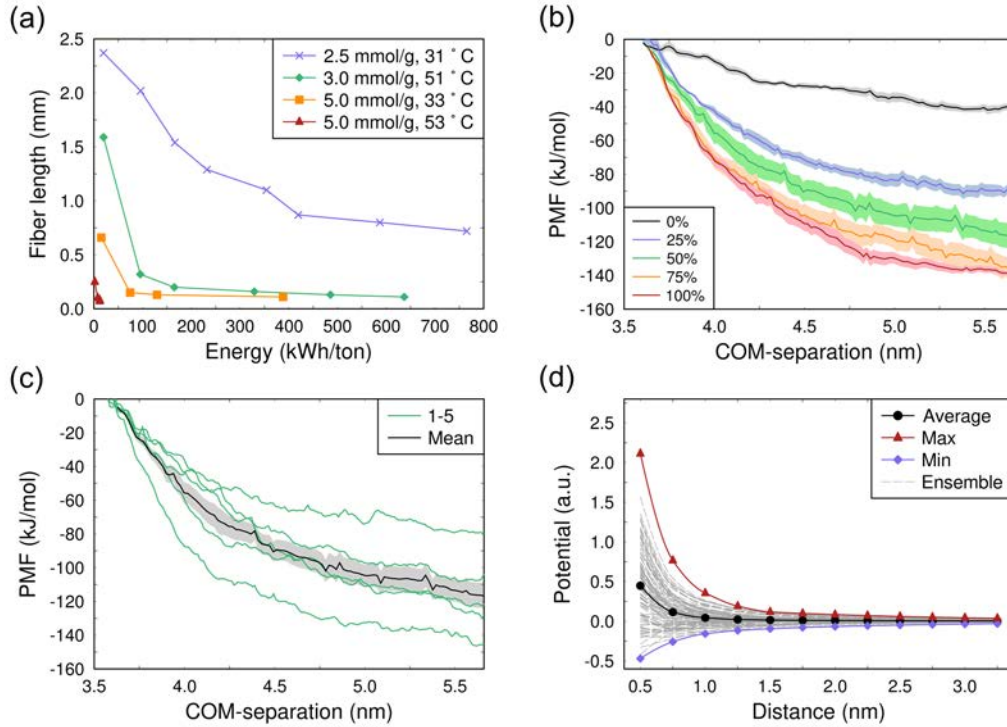 (a)
2.5
2.0
1.5
1.0
0.5
0.0
Fiber length (mm)
2.5 mmol/g, 31 °C
3.0 mmol/g, 51 °C
5.0 mmol/g, 33 °C
5.0 mmol/g, 53 °C
0 100 200 300 400 500 600 700 800
Energy (kWh/ton)
(b)
0
-20
-40
-60
-80
-100
-120
-140
-160
PMF (kJ/mol)
0%
25%
50%
75%
100%
3.5 4.0 4.5 5.0 5.5
COM-separation (nm)
(c)
0
-20
-40
-60
-80
-100
-120
-140
-160
PMF (kJ/mol)
1-5
Mean
3.5 4.0 4.5 5.0 5.5
COM-separation (nm)
(d)
2.5
2.0
1.5
1.0
0.5
0.0
-0.5
Potential (a.u.)
Average
Max
Min
Ensemble
0.5 1.0 1.5 2.0 2.5 3.0
Distance (nm)